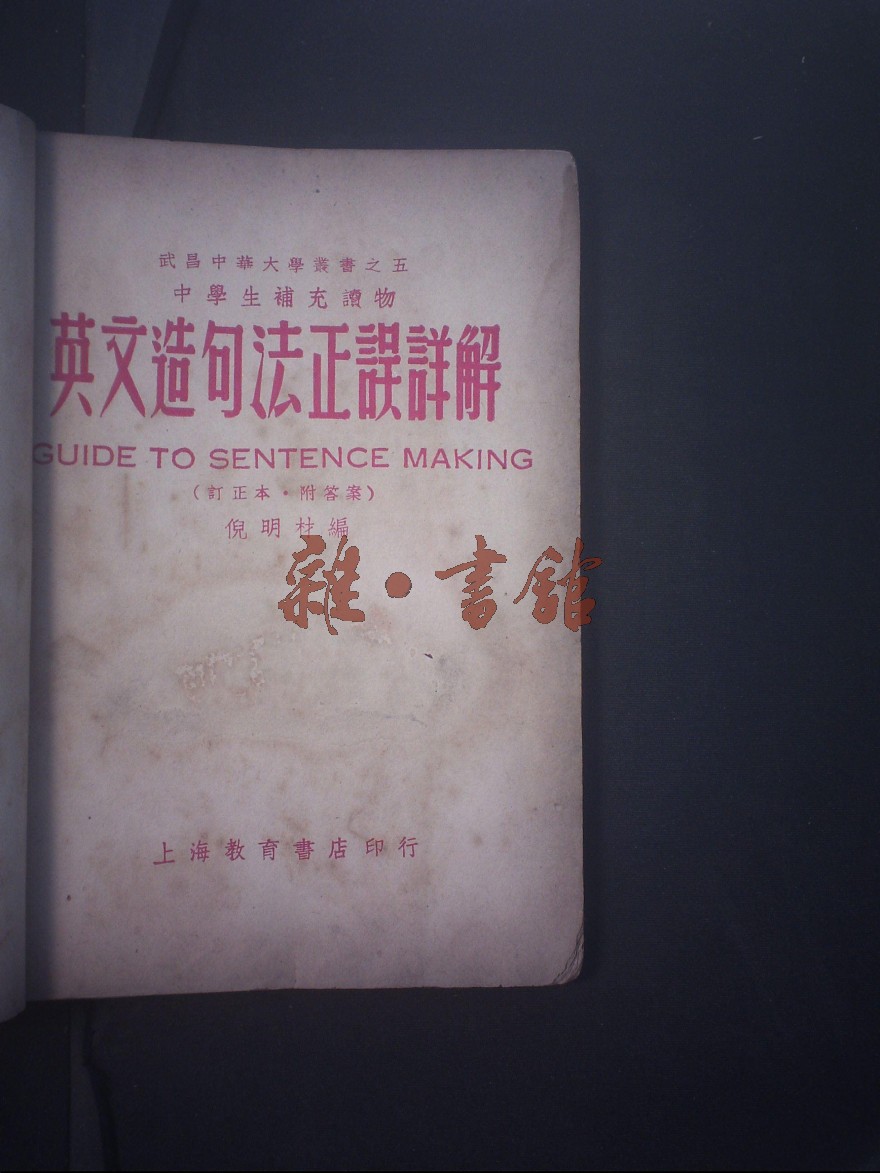 武昌中華大學叢書之五
中學生補充讀物
英文造句法正誤詳解
GUIDE TO SENTENCE MAKING
(訂正本·附答案)
倪明材編
雜·書館
上海教育書店印行